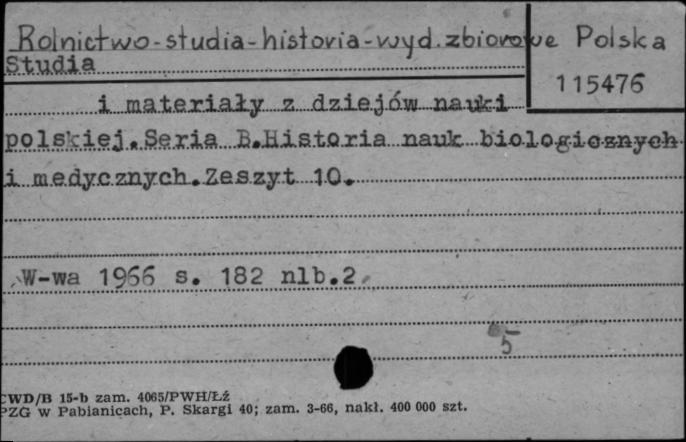 Rolnictwo-studia-historia-wyd.zbiorowe Polska
Studia
115476
i materiały z dziejów nauki
polskiej.Seria B.Historia nauk biologicznych
i medycznych.Zeszyt 10.
W-wa 1966 s. 182 nlb.2
5
CWD/B 15-b zam. 4065/PWH/Łź
PZG w Pabianicach, P. Skargi 40; zam. 3-66, nakł. 400 000 szt.